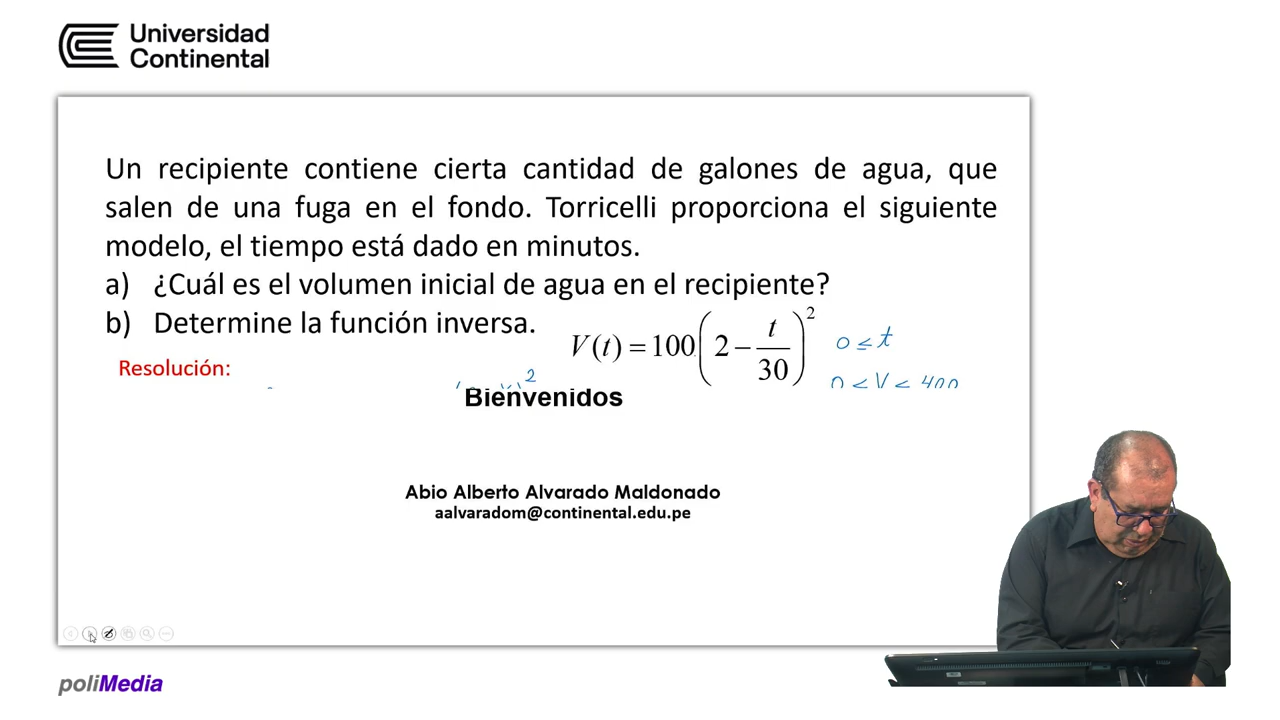 Universidad
Continental
Un recipiente contiene cierta cantidad de galones de agua, que
salen de una fuga en el fondo. Torricelli proporciona el siguiente
modelo, el tiempo está dado en minutos.
a) ¿Cuál es el volumen inicial de agua en el recipiente?
b) Determine la función inversa.
V(t) = 100(2 − t/30)²
0 ≤ t
Resolución:
2
0 < V < 400
Bienvenidos
Abio Alberto Alvarado Maldonado
aalvaradom@continental.edu.pe
poliMedia